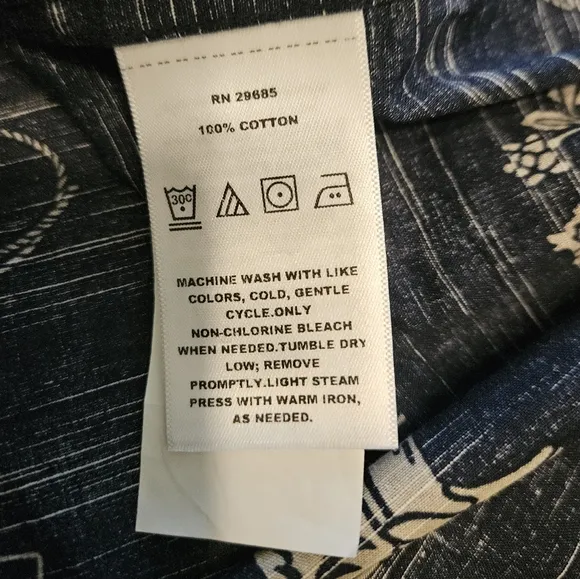 RN 29685
100% COTTON
30C
MACHINE WASH WITH LIKE
COLORS, COLD, GENTLE
CYCLE.ONLY
NON-CHLORINE BLEACH
WHEN NEEDED.TUMBLE DRY
LOW; REMOVE
PROMPTLY.LIGHT STEAM
PRESS WITH WARM IRON,
AS NEEDED.